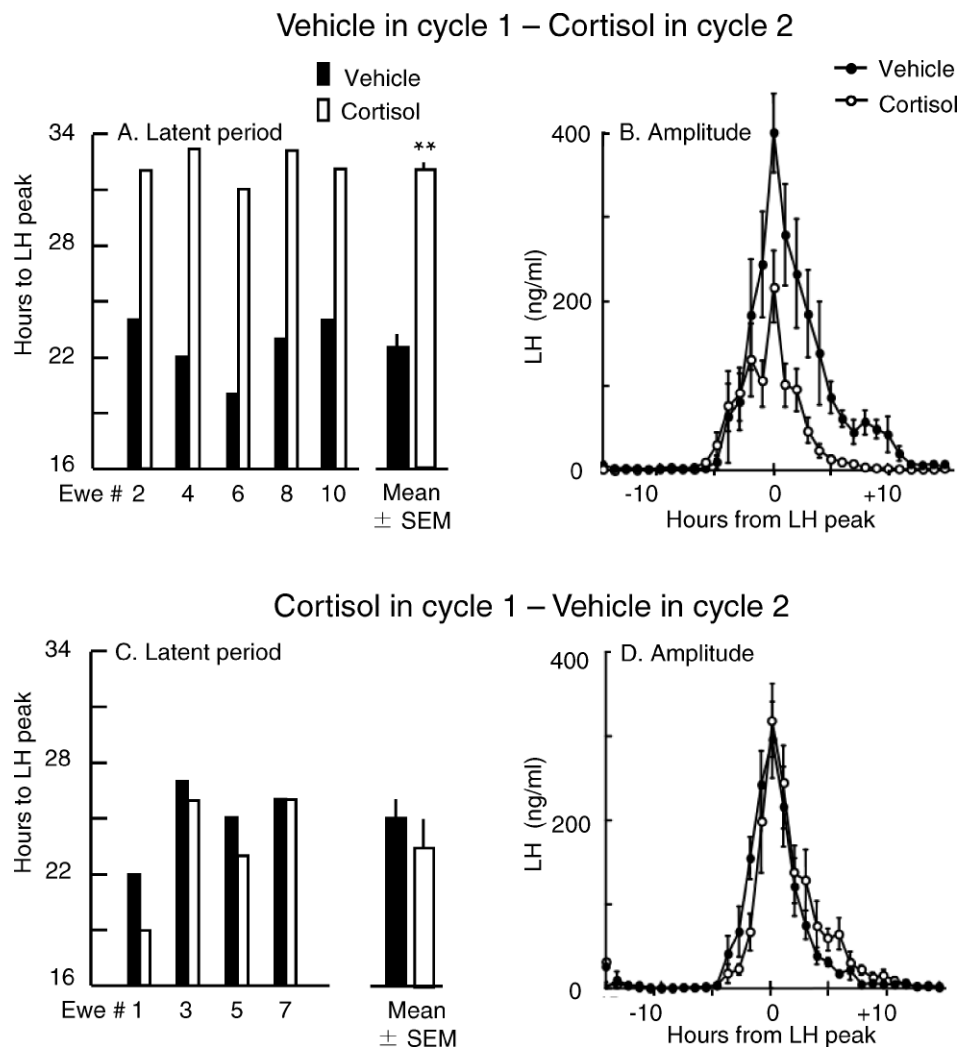 Vehicle in cycle 1 – Cortisol in cycle 2
Vehicle
Cortisol
A. Latent period
**
Hours to LH peak
34
32
28
22
16
Ewe # 2 4 6 8 10
Mean
± SEM
Vehicle
Cortisol
B. Amplitude
LH (ng/ml)
400
200
0
-10 0 +10
Hours from LH peak
Cortisol in cycle 1 – Vehicle in cycle 2
C. Latent period
Hours to LH peak
34
28
22
16
Ewe # 1 3 5 7
Mean
± SEM
D. Amplitude
LH (ng/ml)
400
200
0
-10 0 +10
Hours from LH peak